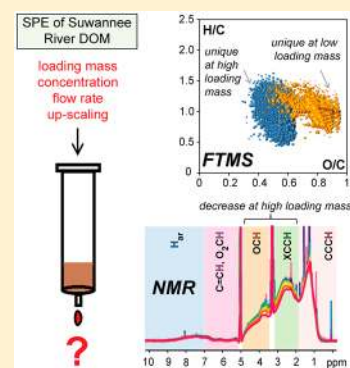 SPE of Suwannee
River DOM
loading mass
concentration
flow rate
up-scaling
?
H/C
unique
at high
loading
mass
unique at low
loading mass
2.5
2.0
1.5
1.0
0.5
0
FTMS
O/C
0 0.2 0.4 0.6 0.8 1
decrease at high loading mass
Har
C=CH, O2CH
OCH
XCCH
CCCH
NMR
10 9 8 7 6 5 4 3 2 1 ppm